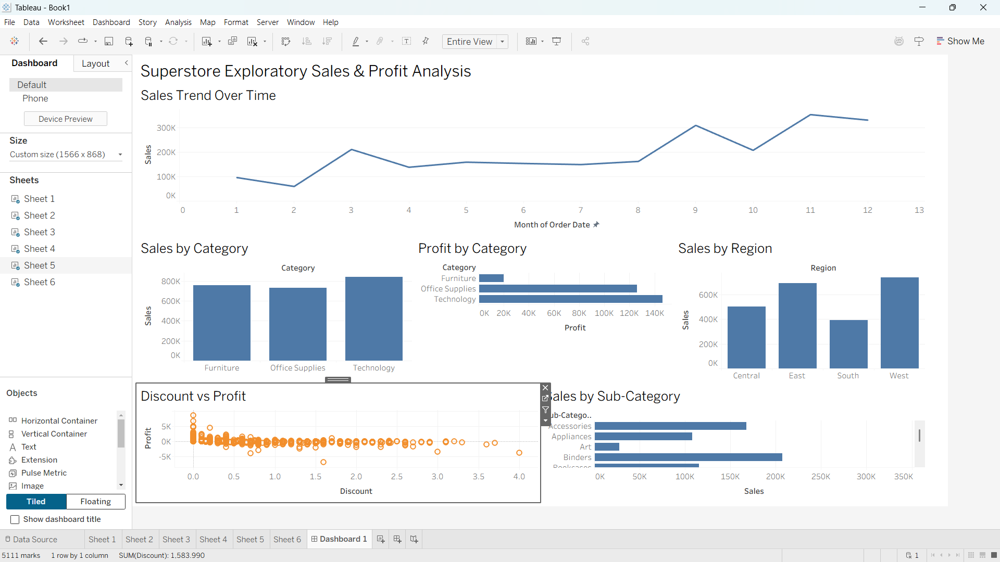 Tableau - Book1
File Data Worksheet Dashboard Story Analysis Map Format Server Window Help
Entire View
Show Me
Dashboard
Layout
Default
Phone
Device Preview
Size
Custom size (1566 x 868)
Sheets
Sheet 1
Sheet 2
Sheet 3
Sheet 4
Sheet 5
Sheet 6
Objects
Horizontal Container
Vertical Container
Text
Extension
Pulse Metric
Image
Tiled
Floating
Show dashboard title
Superstore Exploratory Sales & Profit Analysis
Sales Trend Over Time
Sales
300K
200K
100K
0K
0 1 2 3 4 5 6 7 8 9 10 11 12 13
Month of Order Date
Sales by Category
Category
Sales
800K
600K
400K
200K
0K
Furniture Office Supplies Technology
Profit by Category
Category
Furniture
Office Supplies
Technology
0K 20K 40K 60K 80K 100K 120K 140K
Profit
Sales by Region
Region
Sales
600K
400K
200K
0K
Central East South West
Discount vs Profit
Profit
5K
0K
-5K
0.0 0.5 1.0 1.5 2.0 2.5 3.0 3.5 4.0
Discount
ales by Sub-Category
ub-Catego..
Accessories
Appliances
Art
Binders
Bookcases
0K 50K 100K 150K 200K 250K 300K 350K
Sales
Data Source Sheet 1 Sheet 2 Sheet 3 Sheet 4 Sheet 5 Sheet 6 Dashboard 1
5111 marks 1 row by 1 column SUM(Discount): 1,583.990
1